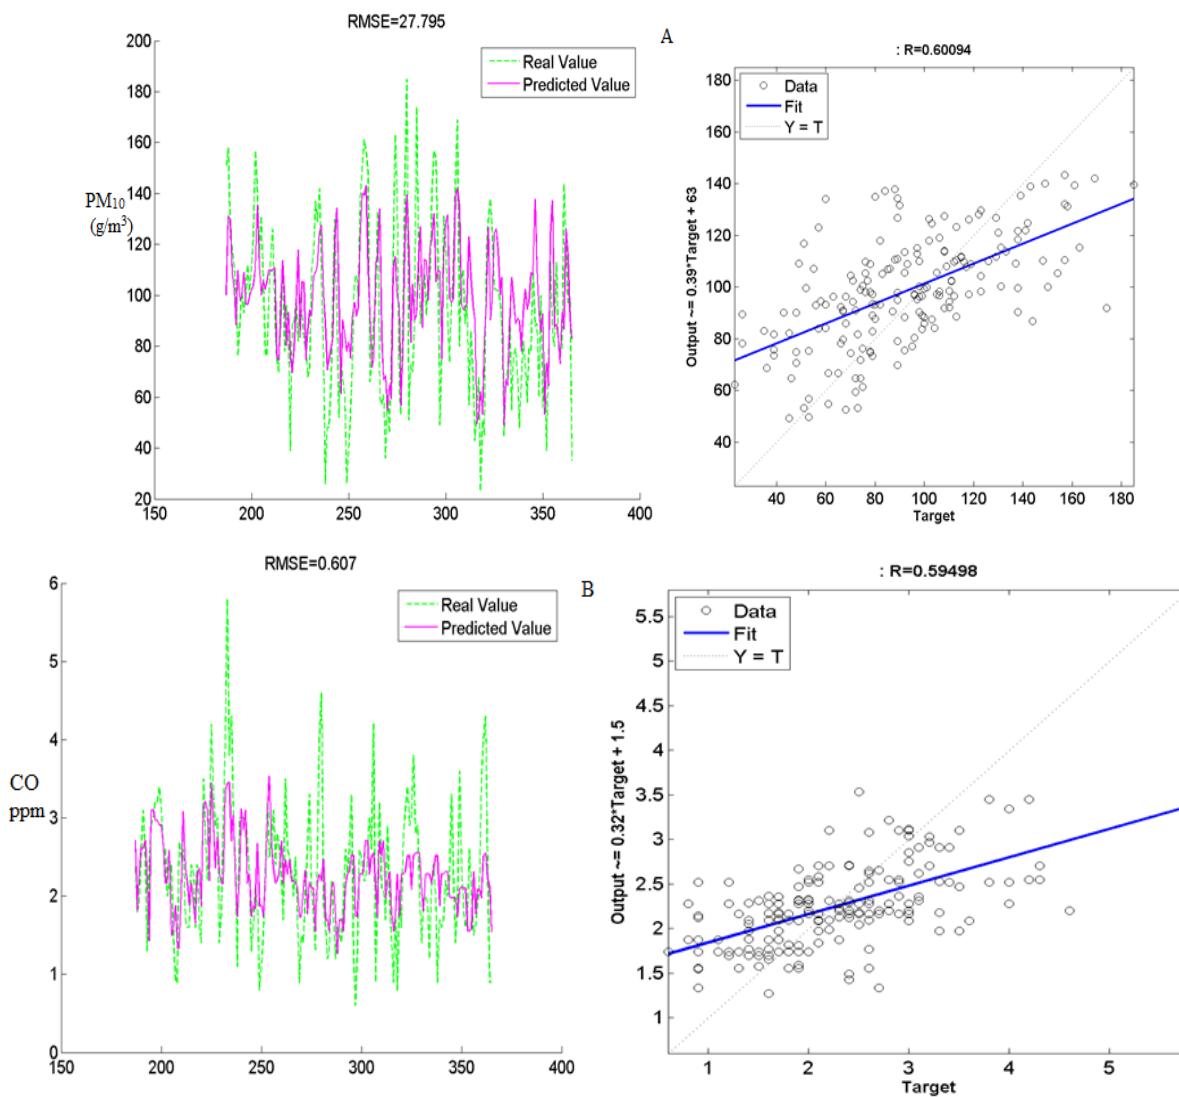 RMSE=27.795
200
180
160
140
120
100
80
60
40
20
PM10
(g/m3)
Real Value
Predicted Value
150
200
250
300
350
400
A
: R=0.60094
Output ~= 0.39*Target + 63
180
160
140
120
100
80
60
40
Data
Fit
Y = T
40
60
80
100
120
140
160
180
Target
RMSE=0.607
6
5
4
3
2
1
0
CO
ppm
Real Value
Predicted Value
150
200
250
300
350
400
B
: R=0.59498
Output ~= 0.32*Target + 1.5
5.5
5
4.5
4
3.5
3
2.5
2
1.5
1
Data
Fit
Y = T
1
2
3
4
5
Target